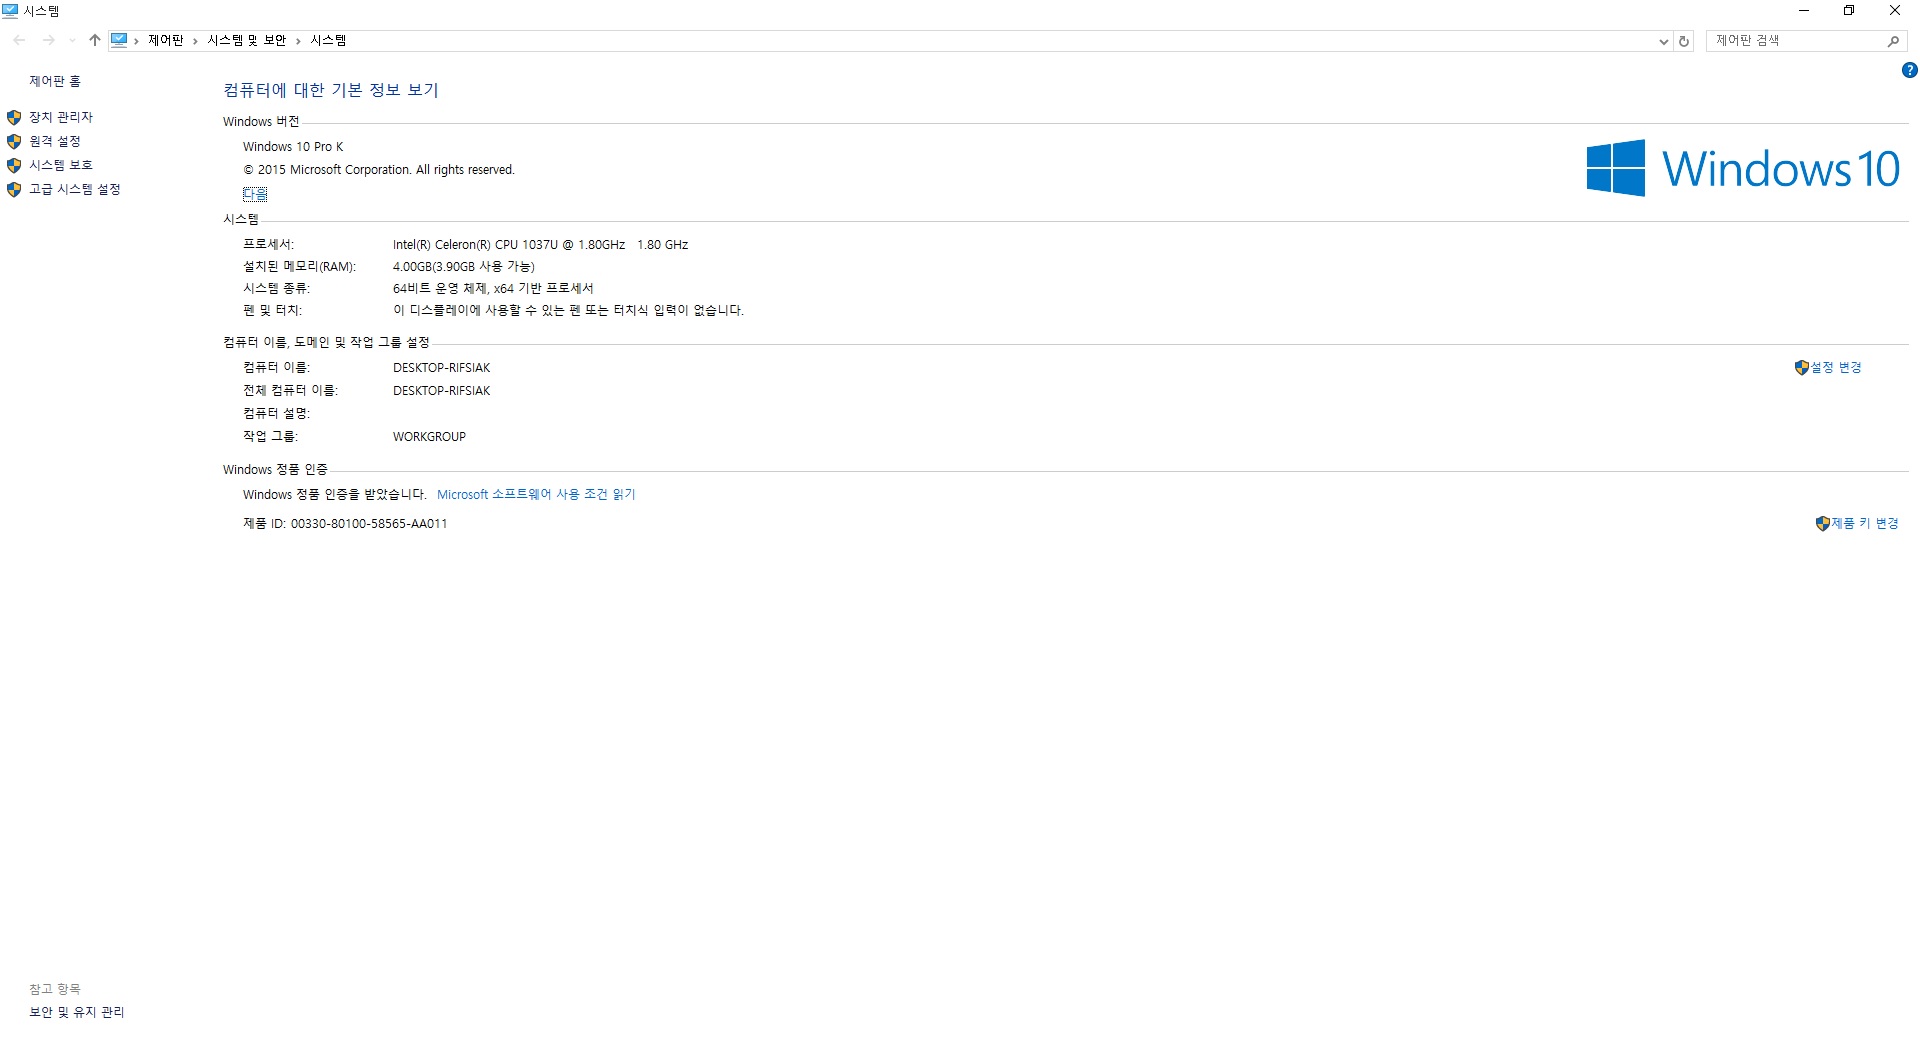 시스템
제어판 › 시스템 및 보안 › 시스템
제어판 검색
제어판 홈
장치 관리자
원격 설정
시스템 보호
고급 시스템 설정
컴퓨터에 대한 기본 정보 보기
Windows 버전
Windows 10 Pro K
© 2015 Microsoft Corporation. All rights reserved.
다음
Windows 10
시스템
프로세서: Intel(R) Celeron(R) CPU 1037U @ 1.80GHz 1.80 GHz
설치된 메모리(RAM): 4.00GB(3.90GB 사용 가능)
시스템 종류: 64비트 운영 체제, x64 기반 프로세서
펜 및 터치: 이 디스플레이에 사용할 수 있는 펜 또는 터치식 입력이 없습니다.
컴퓨터 이름, 도메인 및 작업 그룹 설정
컴퓨터 이름: DESKTOP-RIFSIAK
설정 변경
전체 컴퓨터 이름: DESKTOP-RIFSIAK
컴퓨터 설명:
작업 그룹: WORKGROUP
Windows 정품 인증
Windows 정품 인증을 받았습니다. Microsoft 소프트웨어 사용 조건 읽기
제품 ID: 00330-80100-58565-AA011
제품 키 변경
참고 항목
보안 및 유지 관리